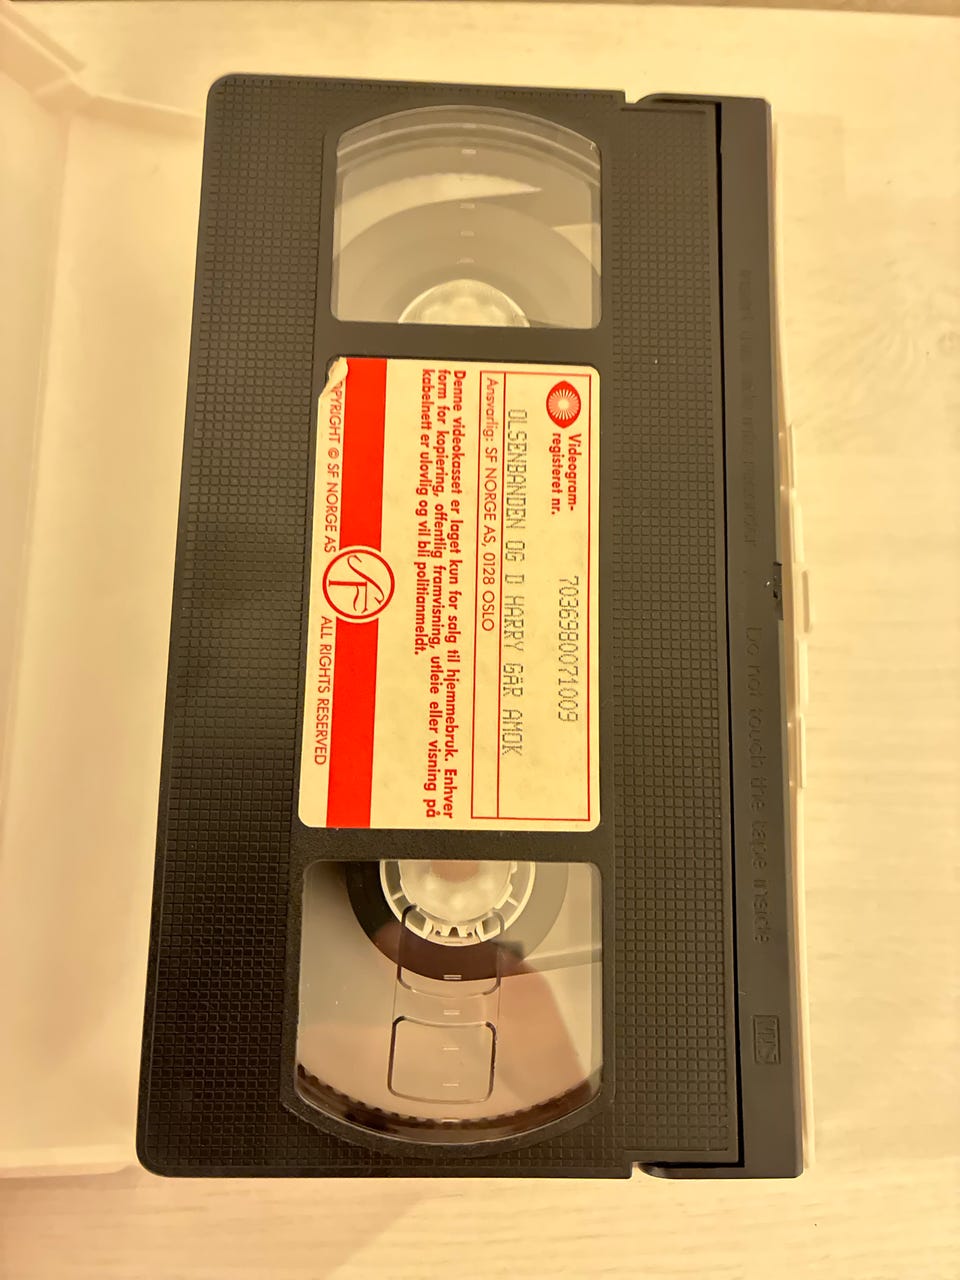 Videogram-
registeret nr. 7036980071009
OLSENBANDEN OG D HARRY GÅR AMOK
Ansvarlig: SF NORGE AS, 0128 OSLO
Denne videokasset er laget kun for salg til hjemmebruk. Enhver
form for kopiering, offentlig framvisning, utleie eller visning på
kabelnett er ulovlig og vil bli politianmeldt.
PYRIGHT © SF NORGE AS SF ALL RIGHTS RESERVED
Do not touch the tape inside
VHS